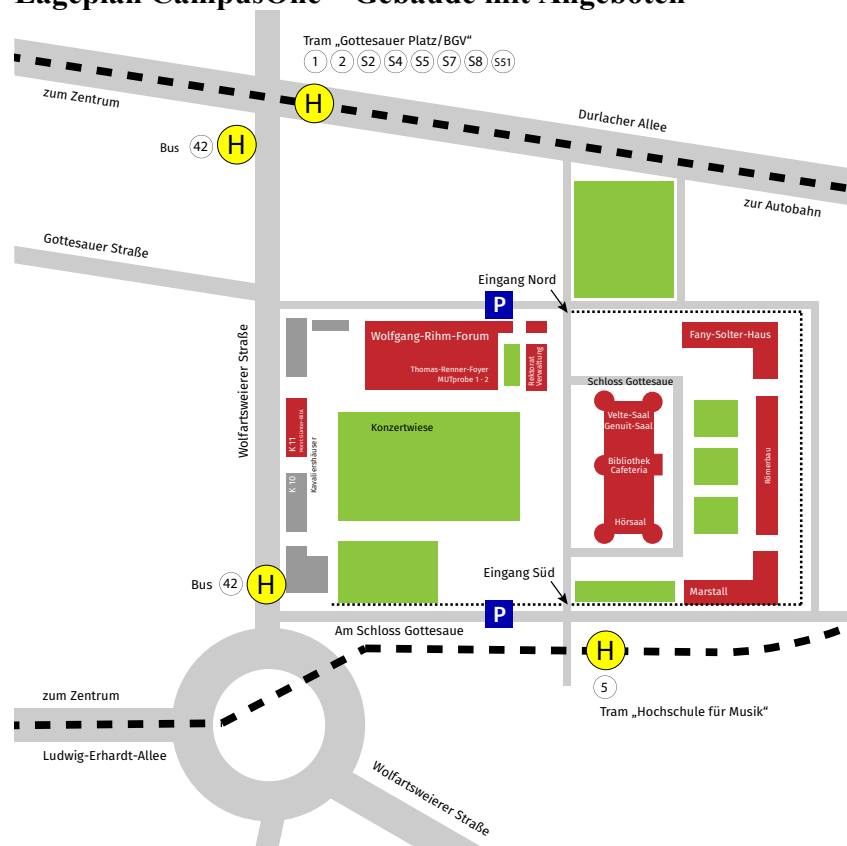 Lageplan CampusOne – Gebäude mit Angeboten
Tram „Gottesauer Platz/BGV“
1 2 S2 S4 S5 S7 S8 S51
H
zum Zentrum
Durlacher Allee
Bus 42 H
zur Autobahn
Gottesauer Straße
Eingang Nord
P
Wolfgang-Rihm-Forum
Thomas-Renner-Foyer
MUTprobe 1 · 2
Rektorat
Verwaltung
Fany-Solter-Haus
Wolfartsweierer Straße
Schloss Gottesaue
Velte-Saal
Genuit-Saal
Bibliothek
Cafeteria
Hörsaal
Konzertwiese
K 11
Kavaliershäuser
K 10
Römerbau
Eingang Süd
Bus 42 H
Marstall
P
Am Schloss Gottesaue
H
5
Tram „Hochschule für Musik“
zum Zentrum
Ludwig-Erhardt-Allee
Wolfartsweierer Straße